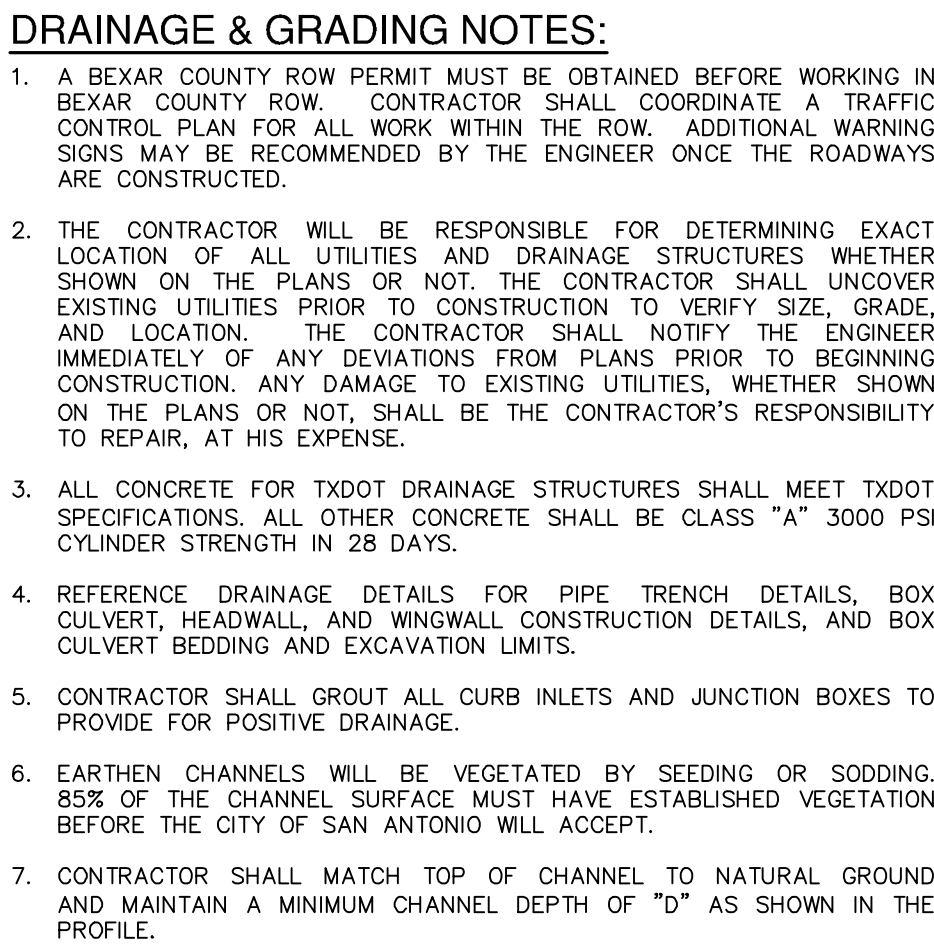 DRAINAGE & GRADING NOTES:
1. A BEXAR COUNTY ROW PERMIT MUST BE OBTAINED BEFORE WORKING IN
BEXAR COUNTY ROW. CONTRACTOR SHALL COORDINATE A TRAFFIC
CONTROL PLAN FOR ALL WORK WITHIN THE ROW. ADDITIONAL WARNING
SIGNS MAY BE RECOMMENDED BY THE ENGINEER ONCE THE ROADWAYS
ARE CONSTRUCTED.
2. THE CONTRACTOR WILL BE RESPONSIBLE FOR DETERMINING EXACT
LOCATION OF ALL UTILITIES AND DRAINAGE STRUCTURES WHETHER
SHOWN ON THE PLANS OR NOT. THE CONTRACTOR SHALL UNCOVER
EXISTING UTILITIES PRIOR TO CONSTRUCTION TO VERIFY SIZE, GRADE,
AND LOCATION. THE CONTRACTOR SHALL NOTIFY THE ENGINEER
IMMEDIATELY OF ANY DEVIATIONS FROM PLANS PRIOR TO BEGINNING
CONSTRUCTION. ANY DAMAGE TO EXISTING UTILITIES, WHETHER SHOWN
ON THE PLANS OR NOT, SHALL BE THE CONTRACTOR'S RESPONSIBILITY
TO REPAIR, AT HIS EXPENSE.
3. ALL CONCRETE FOR TXDOT DRAINAGE STRUCTURES SHALL MEET TXDOT
SPECIFICATIONS. ALL OTHER CONCRETE SHALL BE CLASS "A" 3000 PSI
CYLINDER STRENGTH IN 28 DAYS.
4. REFERENCE DRAINAGE DETAILS FOR PIPE TRENCH DETAILS, BOX
CULVERT, HEADWALL, AND WINGWALL CONSTRUCTION DETAILS, AND BOX
CULVERT BEDDING AND EXCAVATION LIMITS.
5. CONTRACTOR SHALL GROUT ALL CURB INLETS AND JUNCTION BOXES TO
PROVIDE FOR POSITIVE DRAINAGE.
6. EARTHEN CHANNELS WILL BE VEGETATED BY SEEDING OR SODDING.
85% OF THE CHANNEL SURFACE MUST HAVE ESTABLISHED VEGETATION
BEFORE THE CITY OF SAN ANTONIO WILL ACCEPT.
7. CONTRACTOR SHALL MATCH TOP OF CHANNEL TO NATURAL GROUND
AND MAINTAIN A MINIMUM CHANNEL DEPTH OF "D" AS SHOWN IN THE
PROFILE.